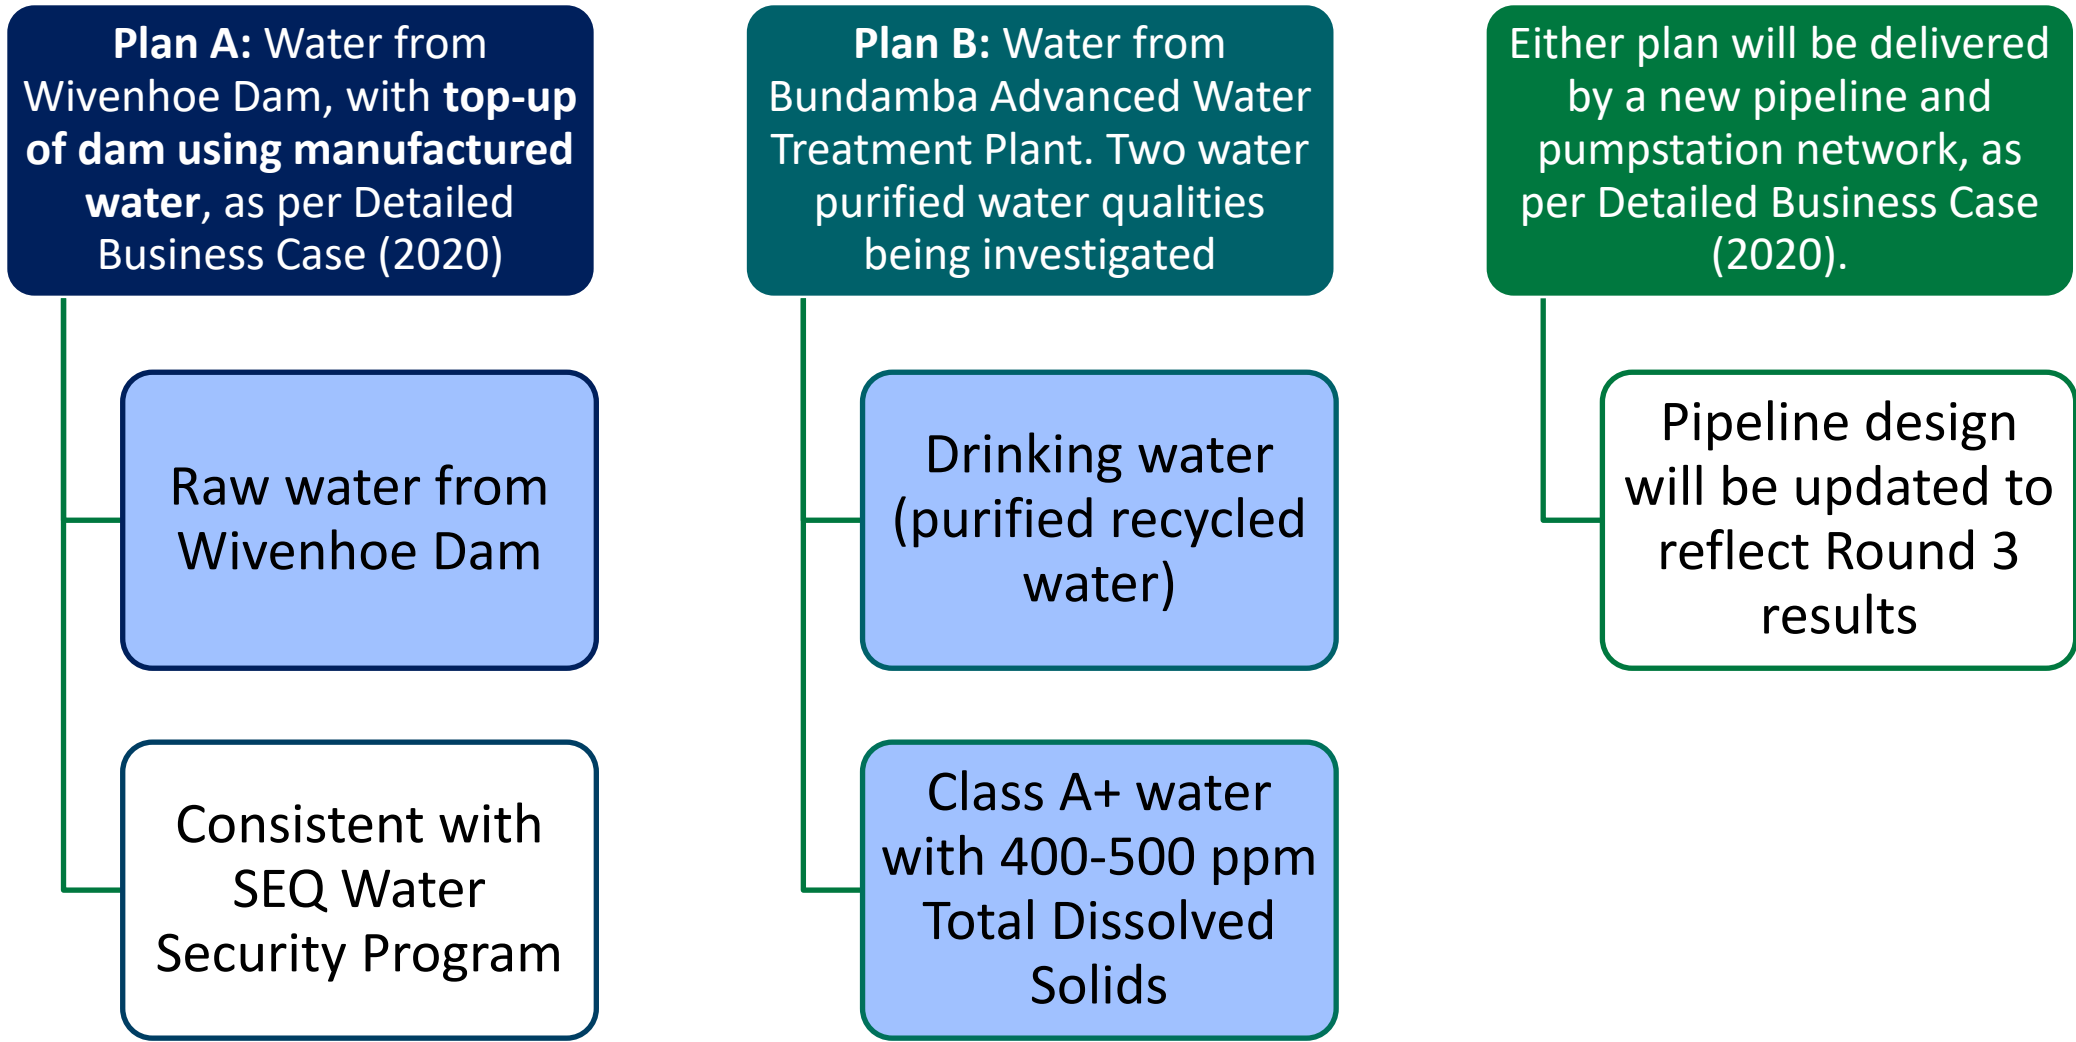 Plan A: Water from
Wivenhoe Dam, with top-up
of dam using manufactured
water, as per Detailed
Business Case (2020)
Raw water from
Wivenhoe Dam
Consistent with
SEQ Water
Security Program
Plan B: Water from
Bundamba Advanced Water
Treatment Plant. Two water
purified water qualities
being investigated
Drinking water
(purified recycled
water)
Class A+ water
with 400-500 ppm
Total Dissolved
Solids
Either plan will be delivered
by a new pipeline and
pumpstation network, as
per Detailed Business Case
(2020).
Pipeline design
will be updated to
reflect Round 3
results